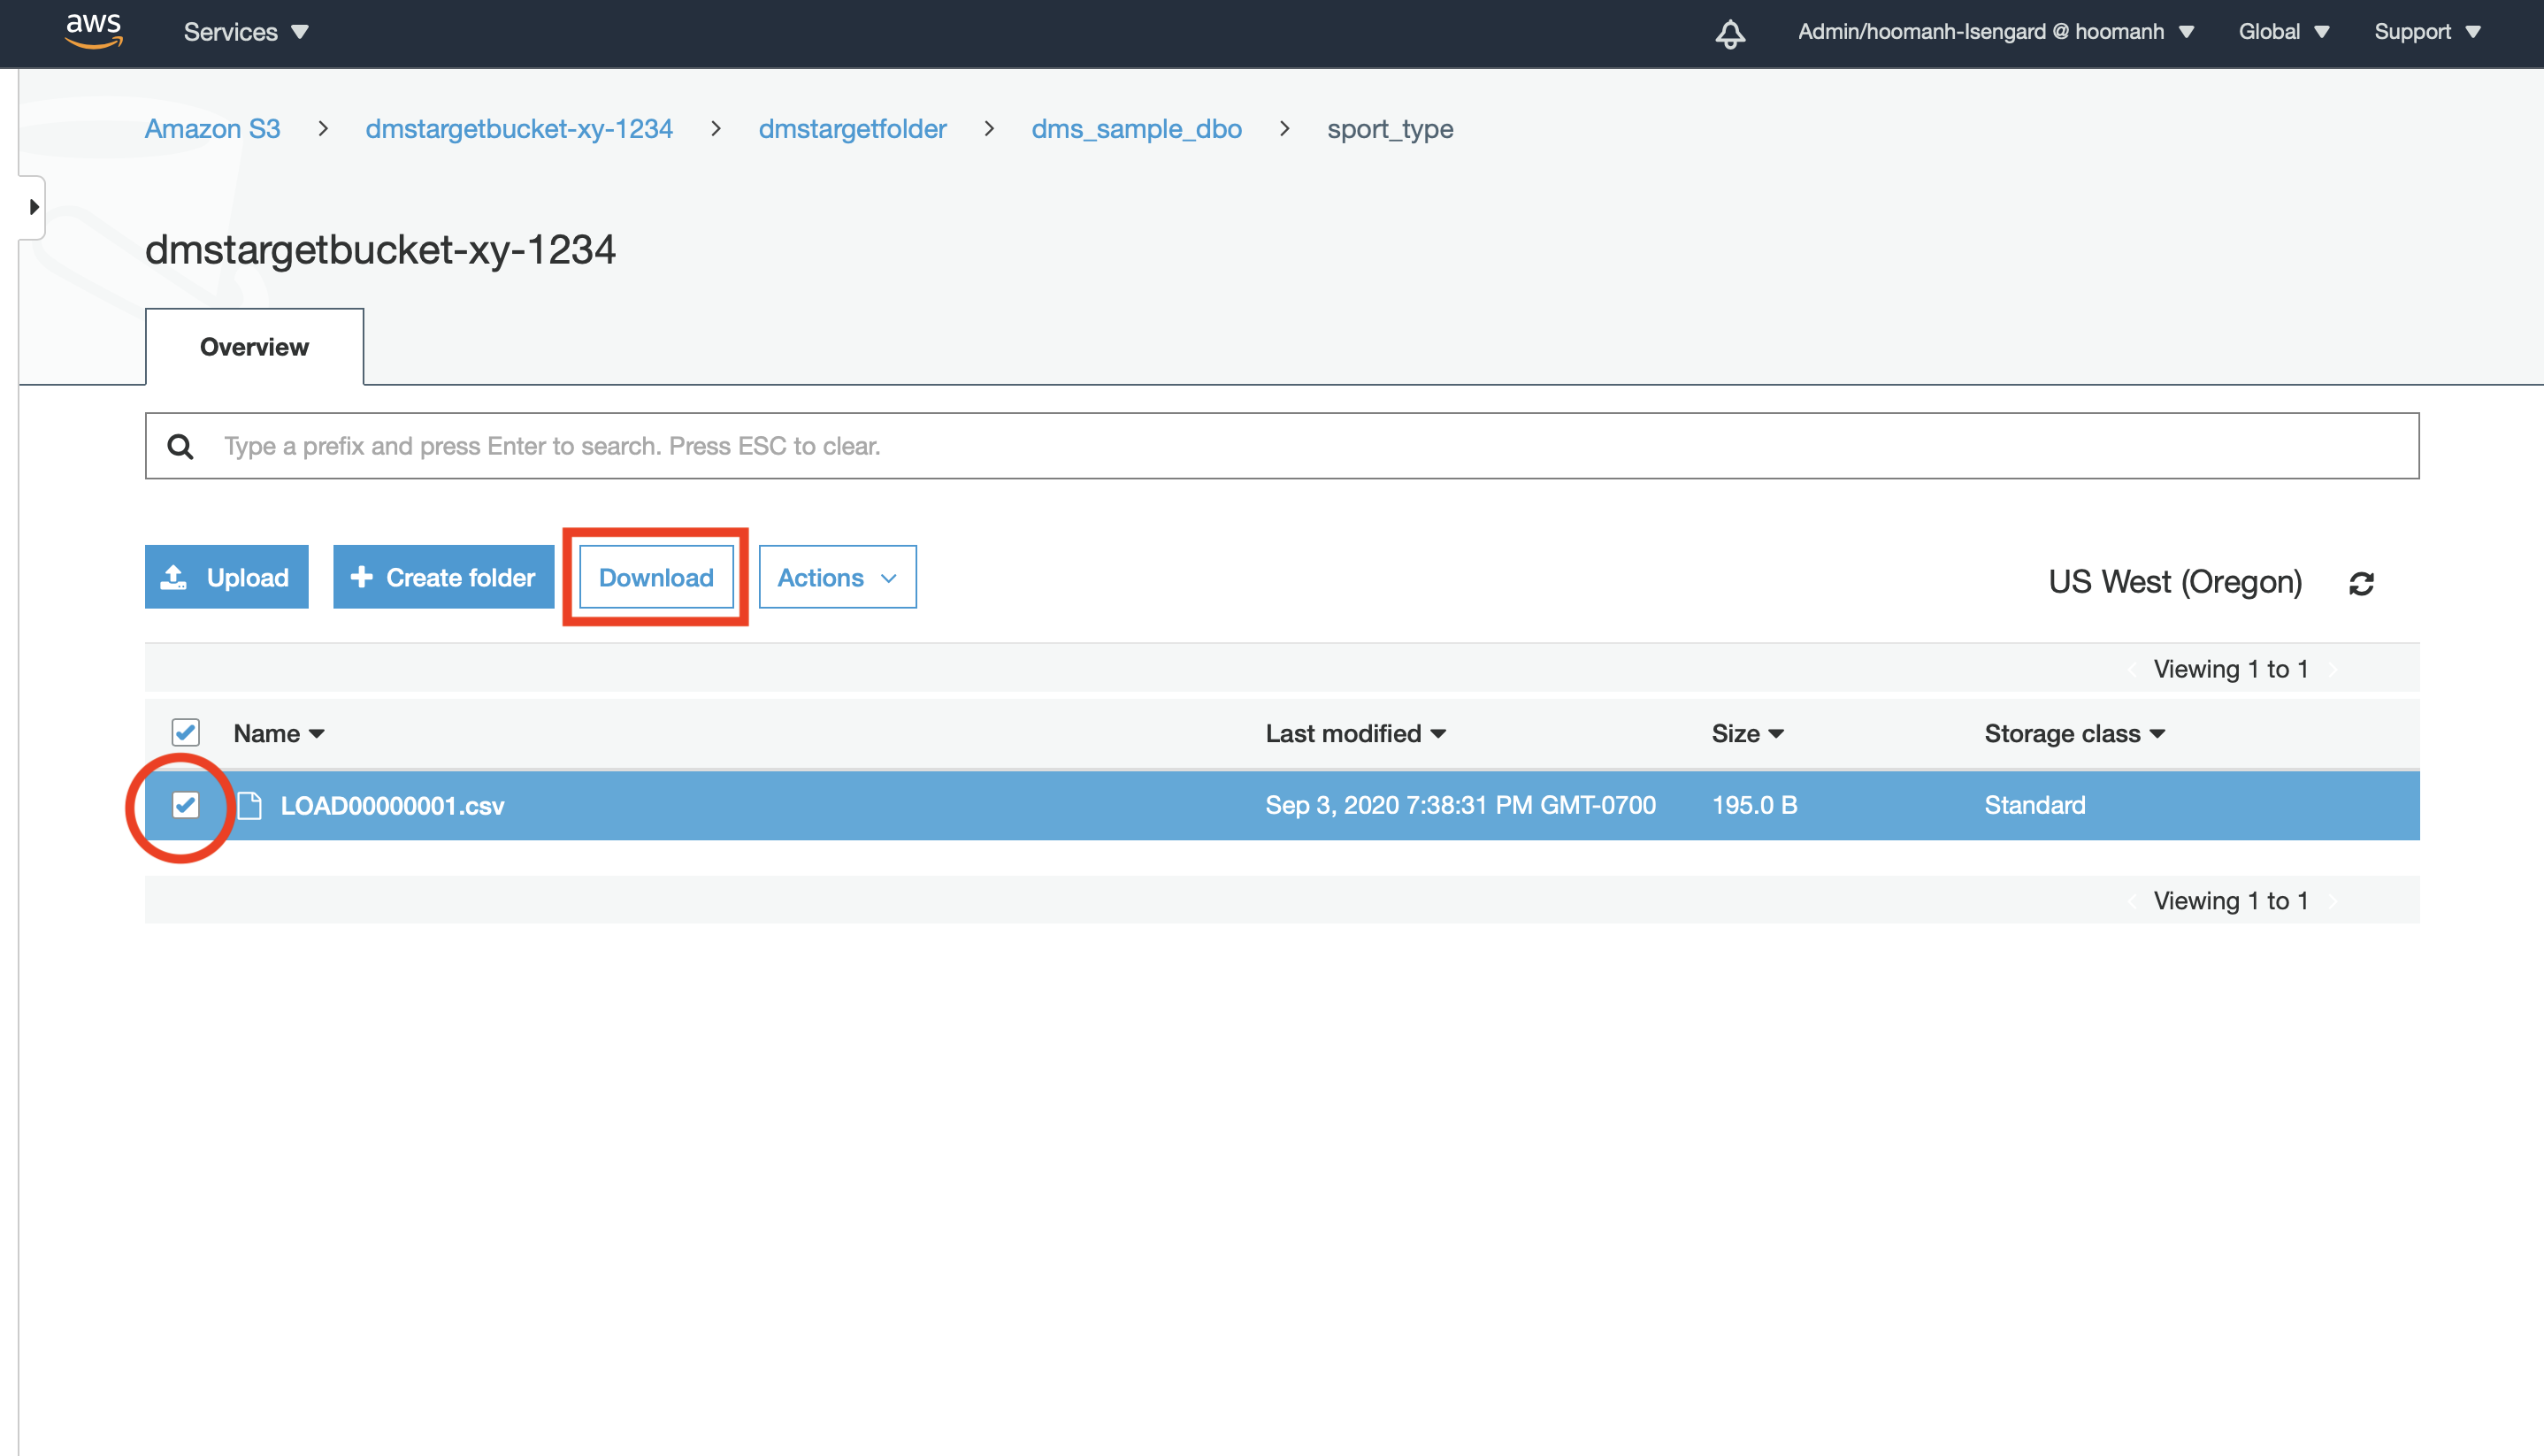 aws Services Admin/hoomanh-Isengard @ hoomanh Global Support
Amazon S3 > dmstargetbucket-xy-1234 > dmstargetfolder > dms_sample_dbo > sport_type
dmstargetbucket-xy-1234
Overview
Type a prefix and press Enter to search. Press ESC to clear.
Upload + Create folder Download Actions US West (Oregon)
Viewing 1 to 1
Name Last modified Size Storage class
LOAD00000001.csv Sep 3, 2020 7:38:31 PM GMT-0700 195.0 B Standard
Viewing 1 to 1